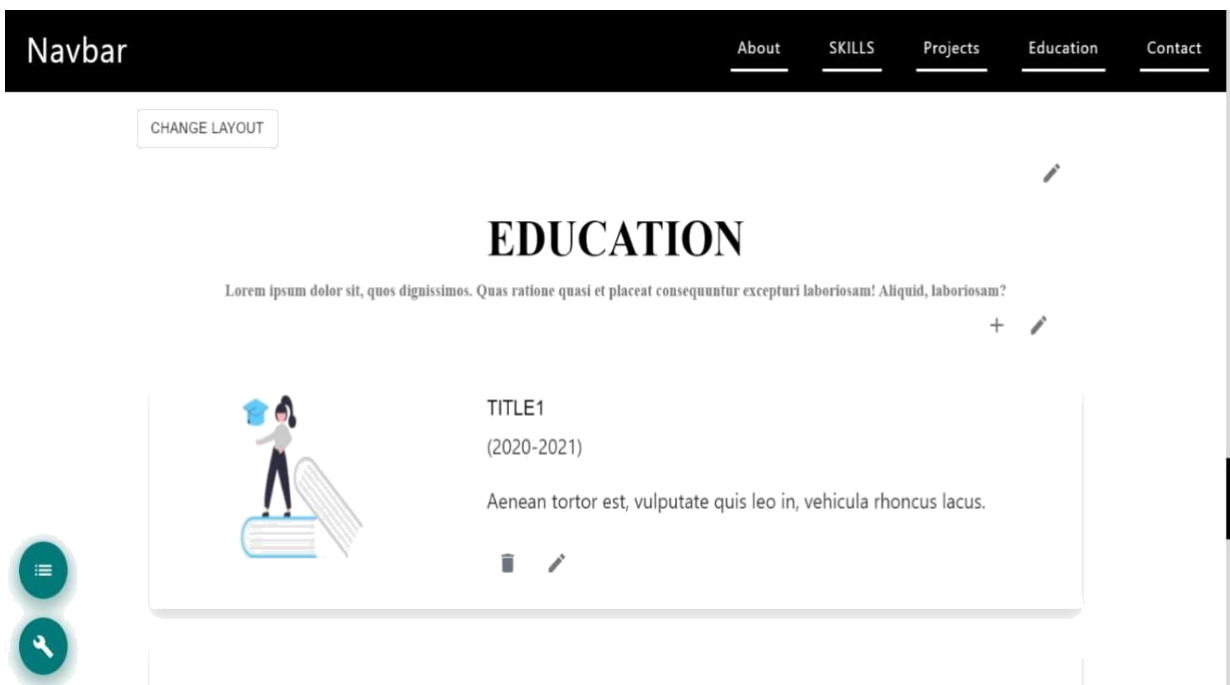 Navbar
About SKILLS Projects Education Contact
CHANGE LAYOUT
EDUCATION
Lorem ipsum dolor sit, quos dignissimos. Quas ratione quasi et placeat consequuntur excepturi laboriosam! Aliquid, laboriosam?
TITLE1
(2020-2021)
Aenean tortor est, vulputate quis leo in, vehicula rhoncus lacus.